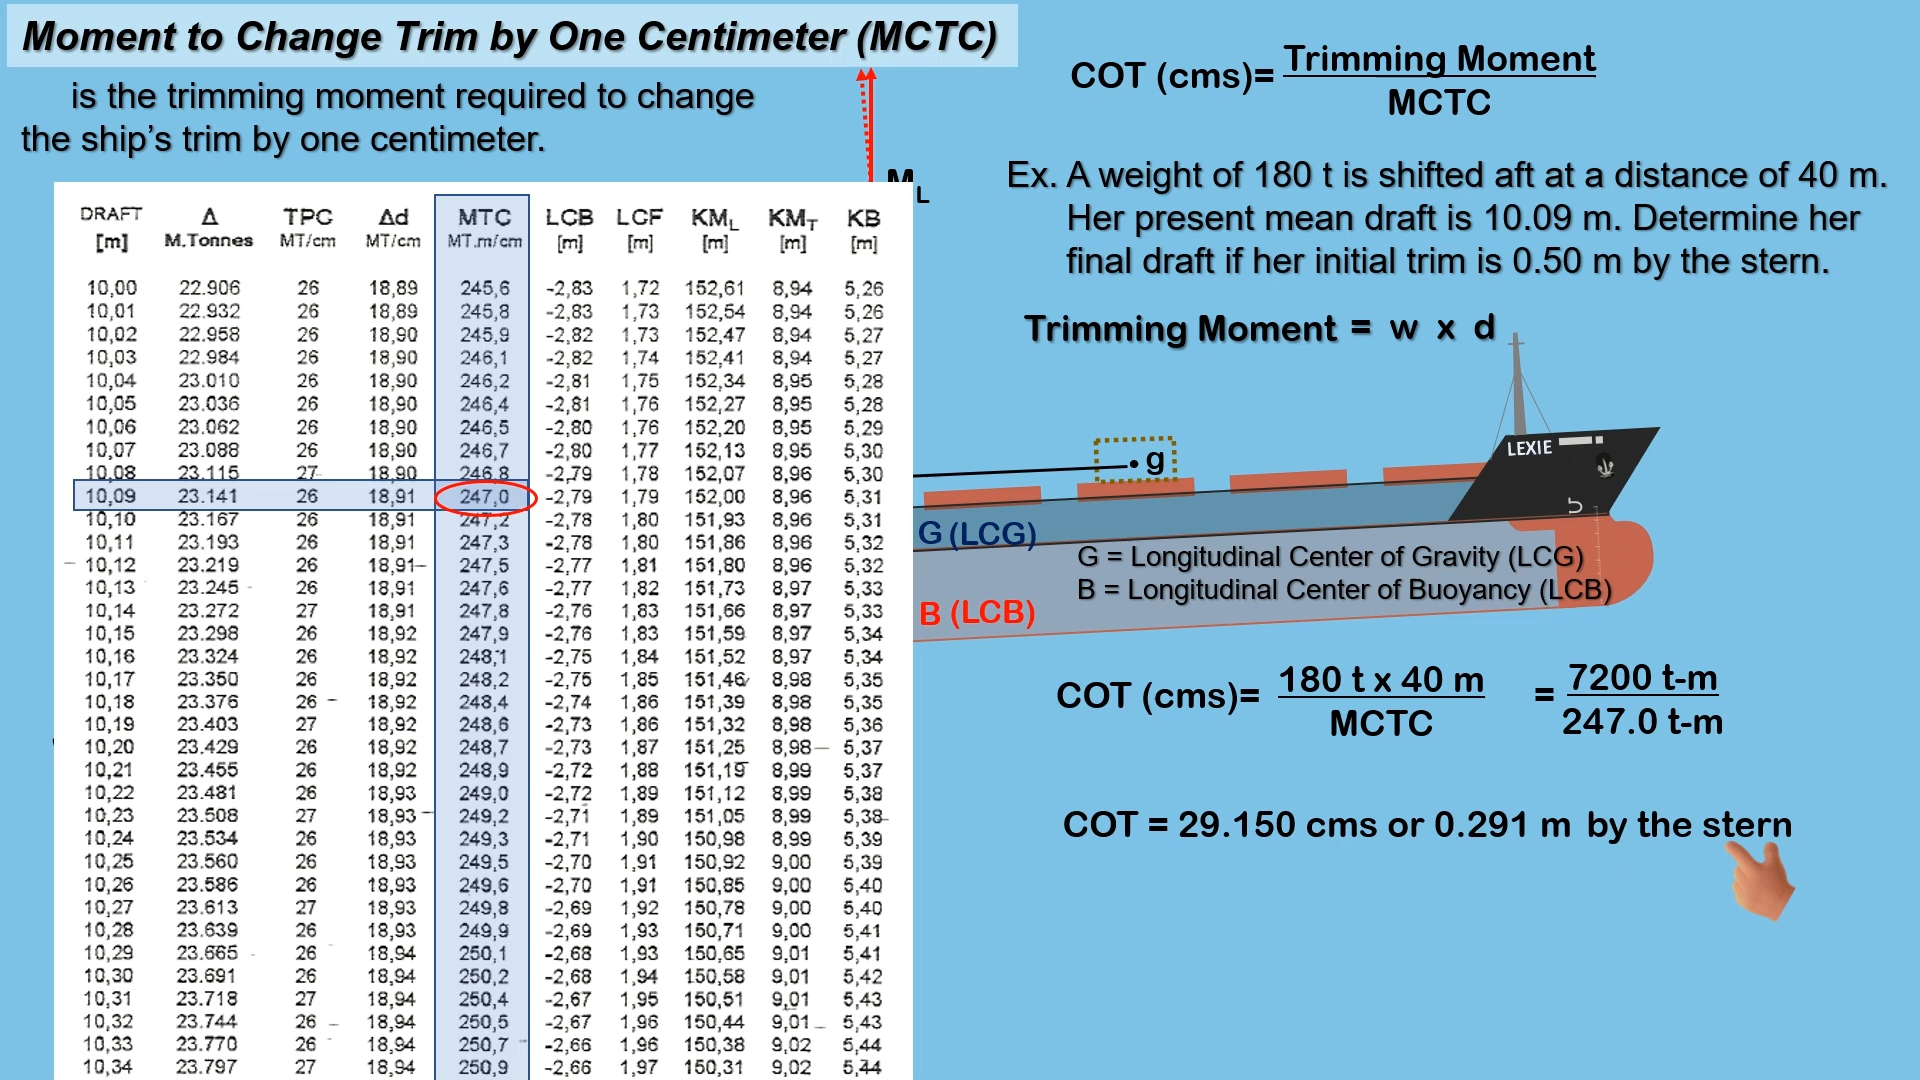 Moment to Change Trim by One Centimeter (MCTC)
is the trimming moment required to change
the ship's trim by one centimeter.
DRAFT Δ TPC Δd MTC LCB LCF KML KMT KB
[m] M.Tonnes MT/cm MT/cm MT.m/cm [m] [m] [m] [m] [m]
10,00 22.906 26 18,89 245,6 -2,83 1,72 152,61 8,94 5,26
10,01 22.932 26 18,89 245,8 -2,83 1,73 152,54 8,94 5,26
10,02 22.958 26 18,90 245,9 -2,82 1,73 152,47 8,94 5,27
10,03 22.984 26 18,90 246,1 -2,82 1,74 152,41 8,94 5,27
10,04 23.010 26 18,90 246,2 -2,81 1,75 152,34 8,95 5,28
10,05 23.036 26 18,90 246,4 -2,81 1,76 152,27 8,95 5,28
10,06 23.062 26 18,90 246,5 -2,80 1,76 152,20 8,95 5,29
10,07 23.088 26 18,90 246,7 -2,80 1,77 152,13 8,95 5,30
10,08 23.115 27 18,90 246,8 -2,79 1,78 152,07 8,96 5,30
10,09 23.141 26 18,91 247,0 -2,79 1,79 152,00 8,96 5,31
10,10 23.167 26 18,91 247,2 -2,78 1,80 151,93 8,96 5,31
10,11 23.193 26 18,91 247,3 -2,78 1,80 151,86 8,96 5,32
10,12 23.219 26 18,91 247,5 -2,77 1,81 151,80 8,96 5,32
10,13 23.245 26 18,91 247,6 -2,77 1,82 151,73 8,97 5,33
10,14 23.272 27 18,91 247,8 -2,76 1,83 151,66 8,97 5,33
10,15 23.298 26 18,92 247,9 -2,76 1,83 151,59 8,97 5,34
10,16 23.324 26 18,92 248,1 -2,75 1,84 151,52 8,97 5,34
10,17 23.350 26 18,92 248,2 -2,75 1,85 151,46 8,98 5,35
10,18 23.376 26 18,92 248,4 -2,74 1,86 151,39 8,98 5,35
10,19 23.403 27 18,92 248,6 -2,73 1,86 151,32 8,98 5,36
10,20 23.429 26 18,92 248,7 -2,73 1,87 151,25 8,98 5,37
10,21 23.455 26 18,92 248,9 -2,72 1,88 151,19 8,99 5,37
10,22 23.481 26 18,93 249,0 -2,72 1,89 151,12 8,99 5,38
10,23 23.508 27 18,93 249,2 -2,71 1,89 151,05 8,99 5,38
10,24 23.534 26 18,93 249,3 -2,71 1,90 150,98 8,99 5,39
10,25 23.560 26 18,93 249,5 -2,70 1,91 150,92 9,00 5,39
10,26 23.586 26 18,93 249,6 -2,70 1,91 150,85 9,00 5,40
10,27 23.613 27 18,93 249,8 -2,69 1,92 150,78 9,00 5,40
10,28 23.639 26 18,93 249,9 -2,69 1,93 150,71 9,00 5,41
10,29 23.665 26 18,94 250,1 -2,68 1,93 150,65 9,01 5,41
10,30 23.691 26 18,94 250,2 -2,68 1,94 150,58 9,01 5,42
10,31 23.718 27 18,94 250,4 -2,67 1,95 150,51 9,01 5,43
10,32 23.744 26 18,94 250,5 -2,67 1,96 150,44 9,01 5,43
10,33 23.770 26 18,94 250,7 -2,66 1,96 150,38 9,02 5,44
10,34 23.797 27 18,94 250,9 -2,66 1,97 150,31 9,02 5,44
ML
COT (cms)= Trimming Moment
MCTC
Ex. A weight of 180 t is shifted aft at a distance of 40 m.
Her present mean draft is 10.09 m. Determine her
final draft if her initial trim is 0.50 m by the stern.
Trimming Moment = w x d
LEXIE
g
G (LCG)
G = Longitudinal Center of Gravity (LCG)
B = Longitudinal Center of Buoyancy (LCB)
B (LCB)
COT (cms)= 180 t x 40 m = 7200 t-m
MCTC 247.0 t-m
COT = 29.150 cms or 0.291 m by the stern